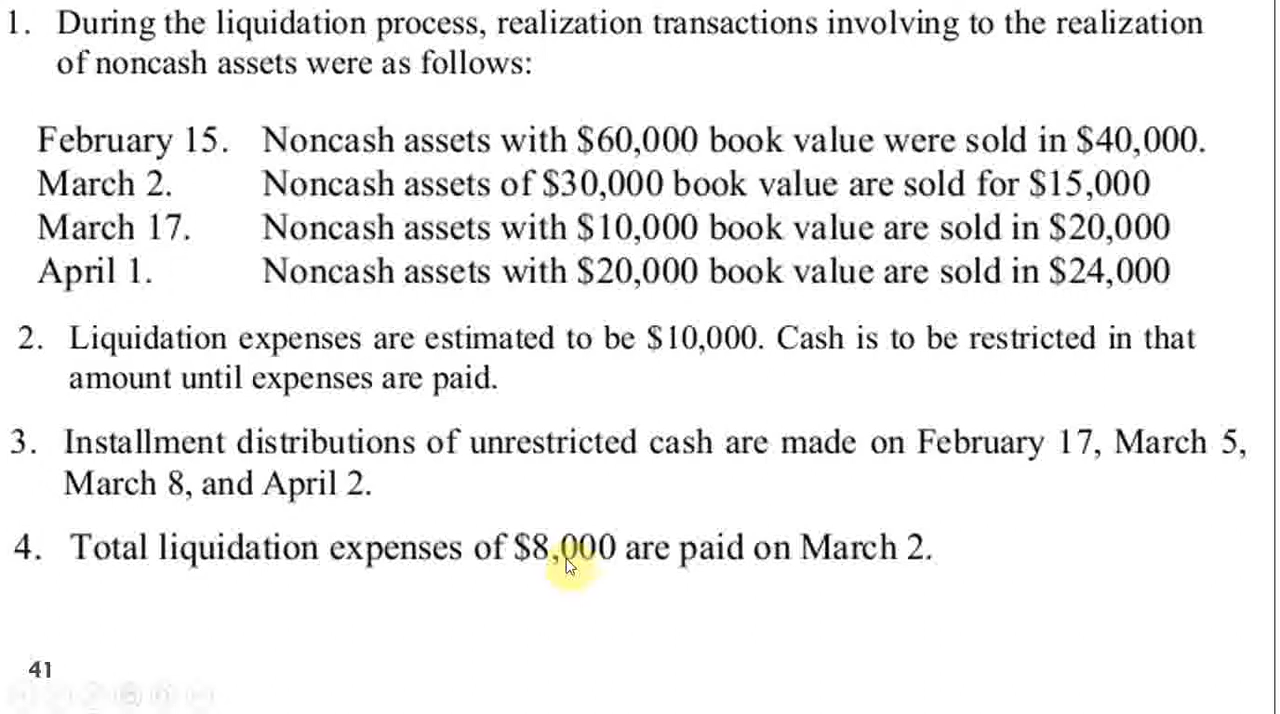 1. During the liquidation process, realization transactions involving to the realization
of noncash assets were as follows:
February 15. Noncash assets with $60,000 book value were sold in $40,000.
March 2. Noncash assets of $30,000 book value are sold for $15,000
March 17. Noncash assets with $10,000 book value are sold in $20,000
April 1. Noncash assets with $20,000 book value are sold in $24,000
2. Liquidation expenses are estimated to be $10,000. Cash is to be restricted in that
amount until expenses are paid.
3. Installment distributions of unrestricted cash are made on February 17, March 5,
March 8, and April 2.
4. Total liquidation expenses of $8,000 are paid on March 2.
41